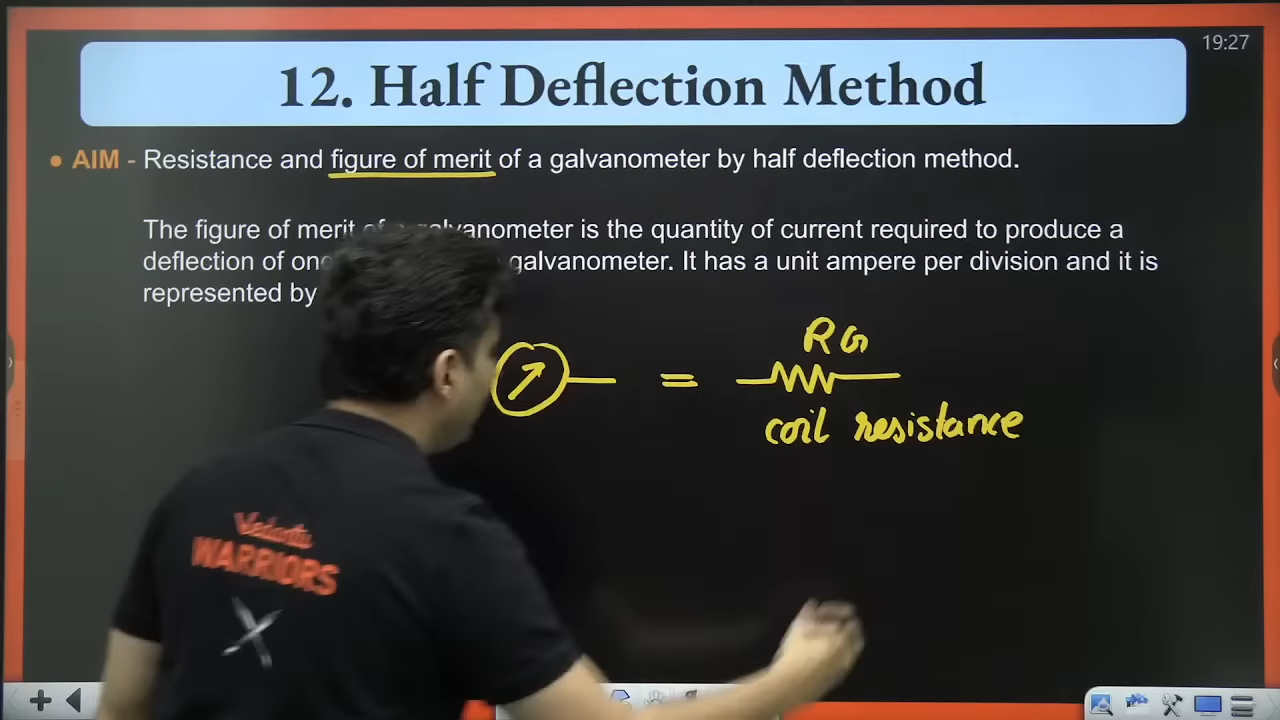 19:27
12. Half Deflection Method
• AIM - Resistance and figure of merit of a galvanometer by half deflection method.
The figure of merit of a galvanometer is the quantity of current required to produce a
deflection of one galvanometer. It has a unit ampere per division and it is
represented by
RG
=
coil resistance
Vedantu
WARRIORS